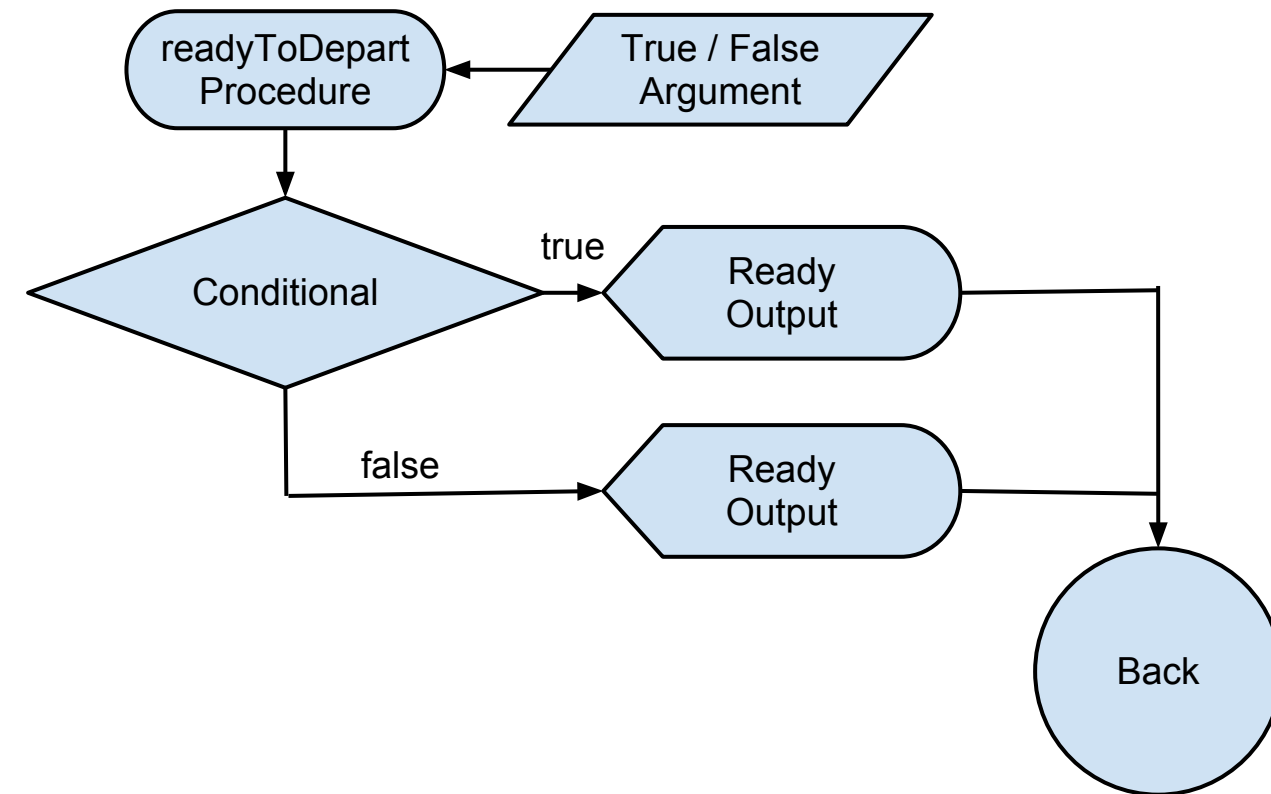 readyToDepart
Procedure
True / False
Argument
Conditional
true
Ready
Output
false
Ready
Output
Back